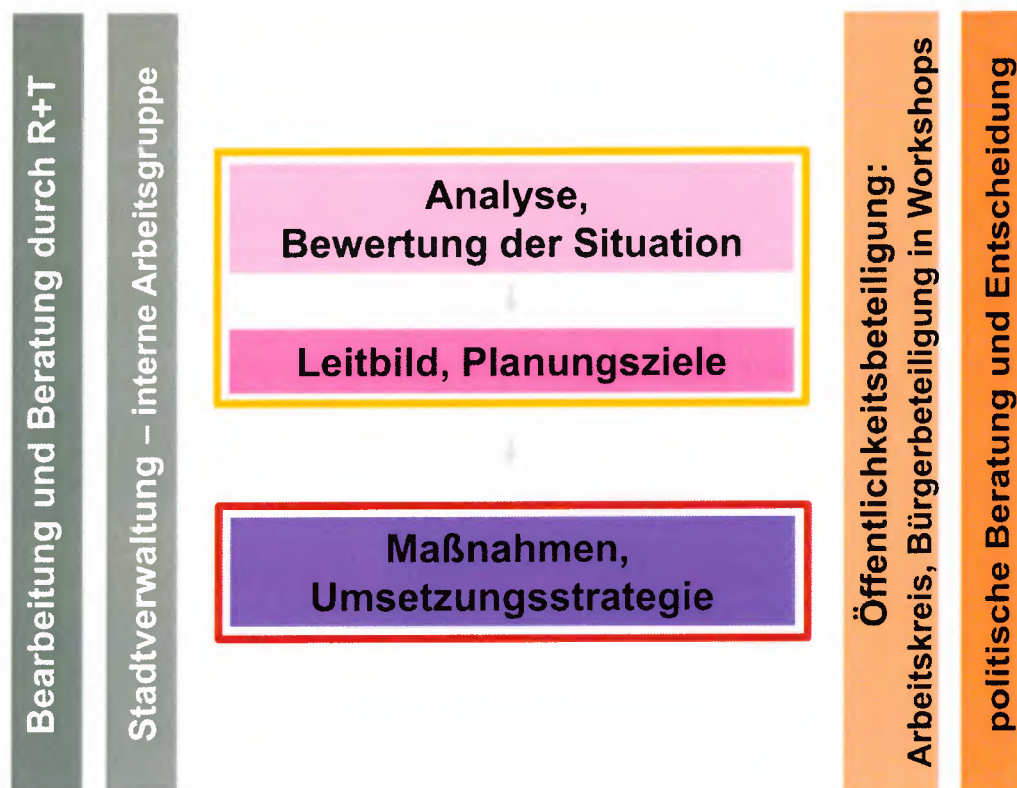 Bearbeitung und Beratung durch R+T
Stadtverwaltung – interne Arbeitsgruppe
Analyse,
Bewertung der Situation
Leitbild, Planungsziele
Maßnahmen,
Umsetzungsstrategie
Öffentlichkeitsbeteiligung:
Arbeitskreis, Bürgerbeteiligung in Workshops
politische Beratung und Entscheidung